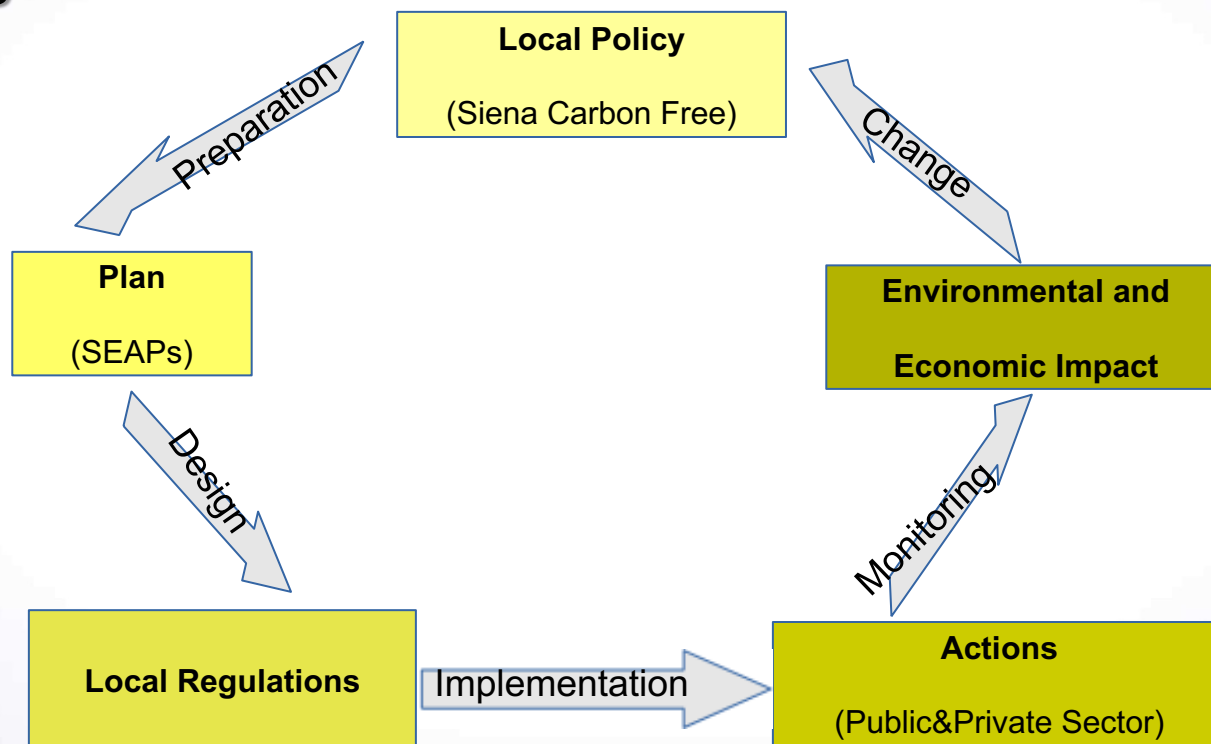 Local Policy
(Siena Carbon Free)
Preparation
Change
Plan
(SEAPs)
Environmental and
Economic Impact
Design
Monitoring
Local Regulations
Implementation
Actions
(Public&Private Sector)